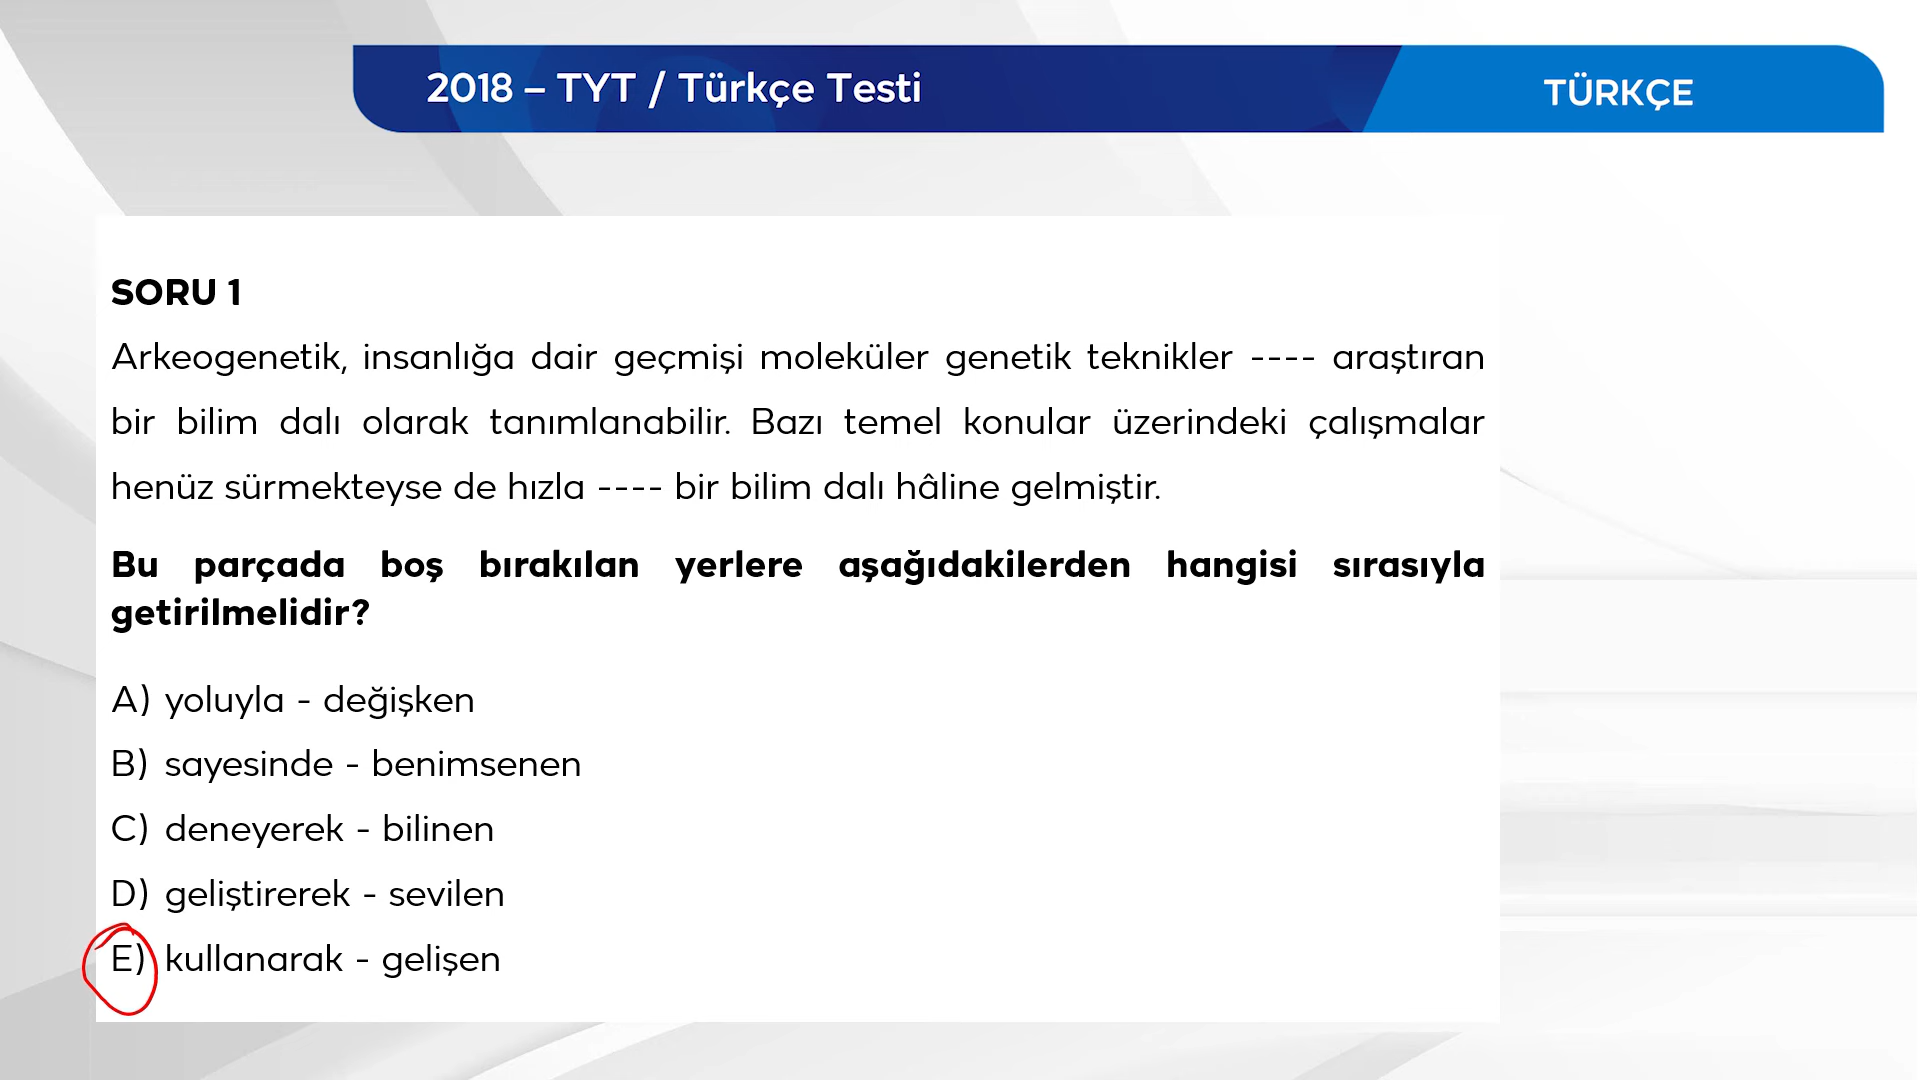 2018 – TYT / Türkçe Testi
TÜRKÇE
SORU 1
Arkeogenetik, insanlığa dair geçmişi moleküler genetik teknikler ---- araştıran
bir bilim dalı olarak tanımlanabilir. Bazı temel konular üzerindeki çalışmalar
henüz sürmekteyse de hızla ---- bir bilim dalı hâline gelmiştir.
Bu parçada boş bırakılan yerlere aşağıdakilerden hangisi sırasıyla
getirilmelidir?
A) yoluyla - değişken
B) sayesinde - benimsenen
C) deneyerek - bilinen
D) geliştirerek - sevilen
E) kullanarak - gelişen